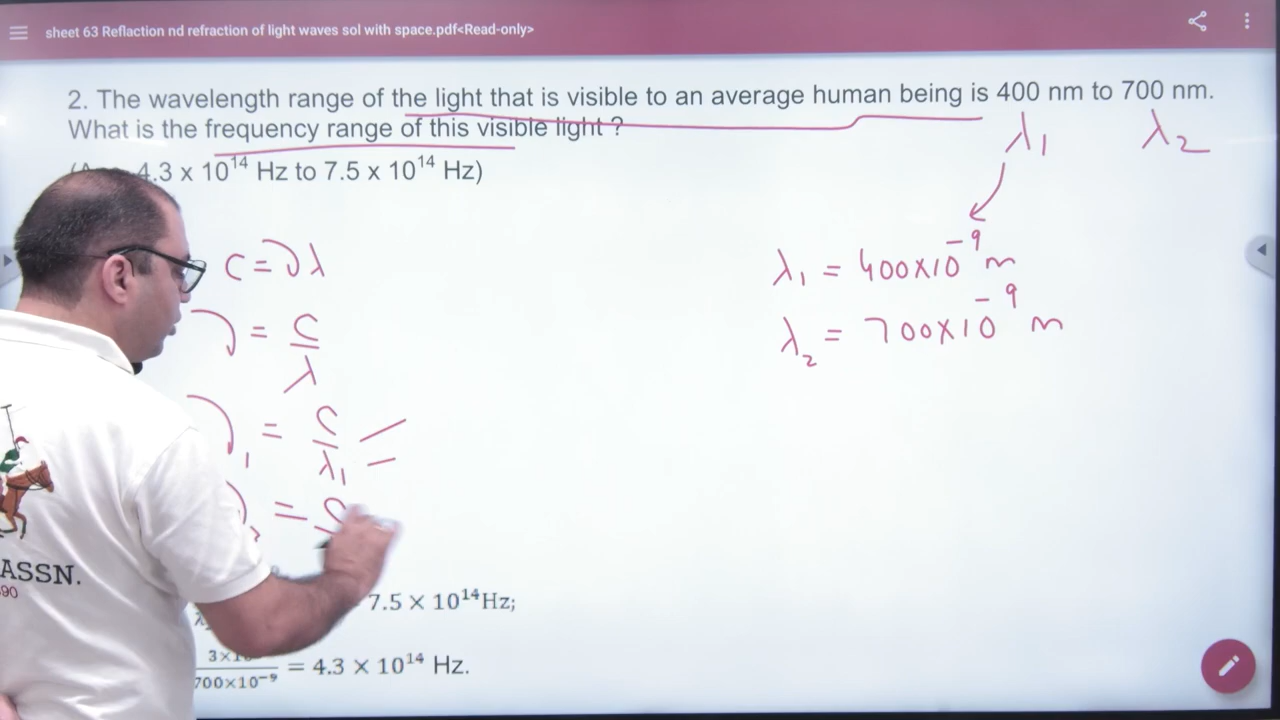 sheet 63 Reflaction nd refraction of light waves sol with space.pdf<Read-only>
2. The wavelength range of the light that is visible to an average human being is 400 nm to 700 nm.
What is the frequency range of this visible light ?
4.3 x 10¹⁴ Hz to 7.5 x 10¹⁴ Hz)
λ₁ λ₂
C = νλ
ν = C/λ
ν₁ = C/λ₁
ν₂ = C
λ₁ = 400×10⁻⁹ m
λ₂ = 700×10⁻⁹ m
7.5 × 10¹⁴Hz;
700×10⁻⁹ = 4.3 × 10¹⁴ Hz.
ASSN.